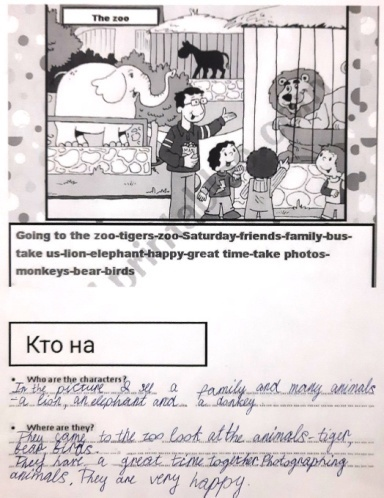 The zoo
Going to the zoo-tigers-zoo-Saturday-friends-family-bus-
take us-lion-elephant-happy-great time-take photos-
monkeys-bear-birds
Кто на
• Who are the characters?
In the picture I see a family and many animals
- a lion, an elephant and a donkey
• Where are they?
They came to the zoo look at the animals - tiger,
bear birds.
They have a great time together. Photographing
animals. They are very happy.